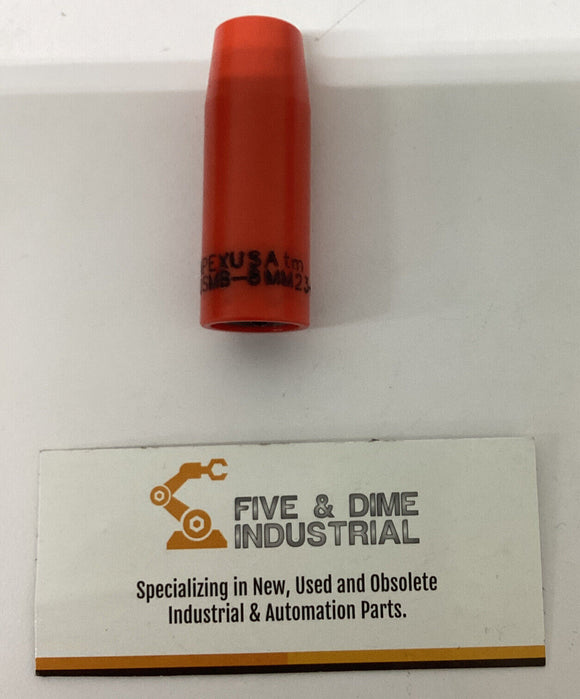 PEXUSA tm
SMB-8MM23-
FIVE & DIME
INDUSTRIAL
Specializing in New, Used and Obsolete
Industrial & Automation Parts.